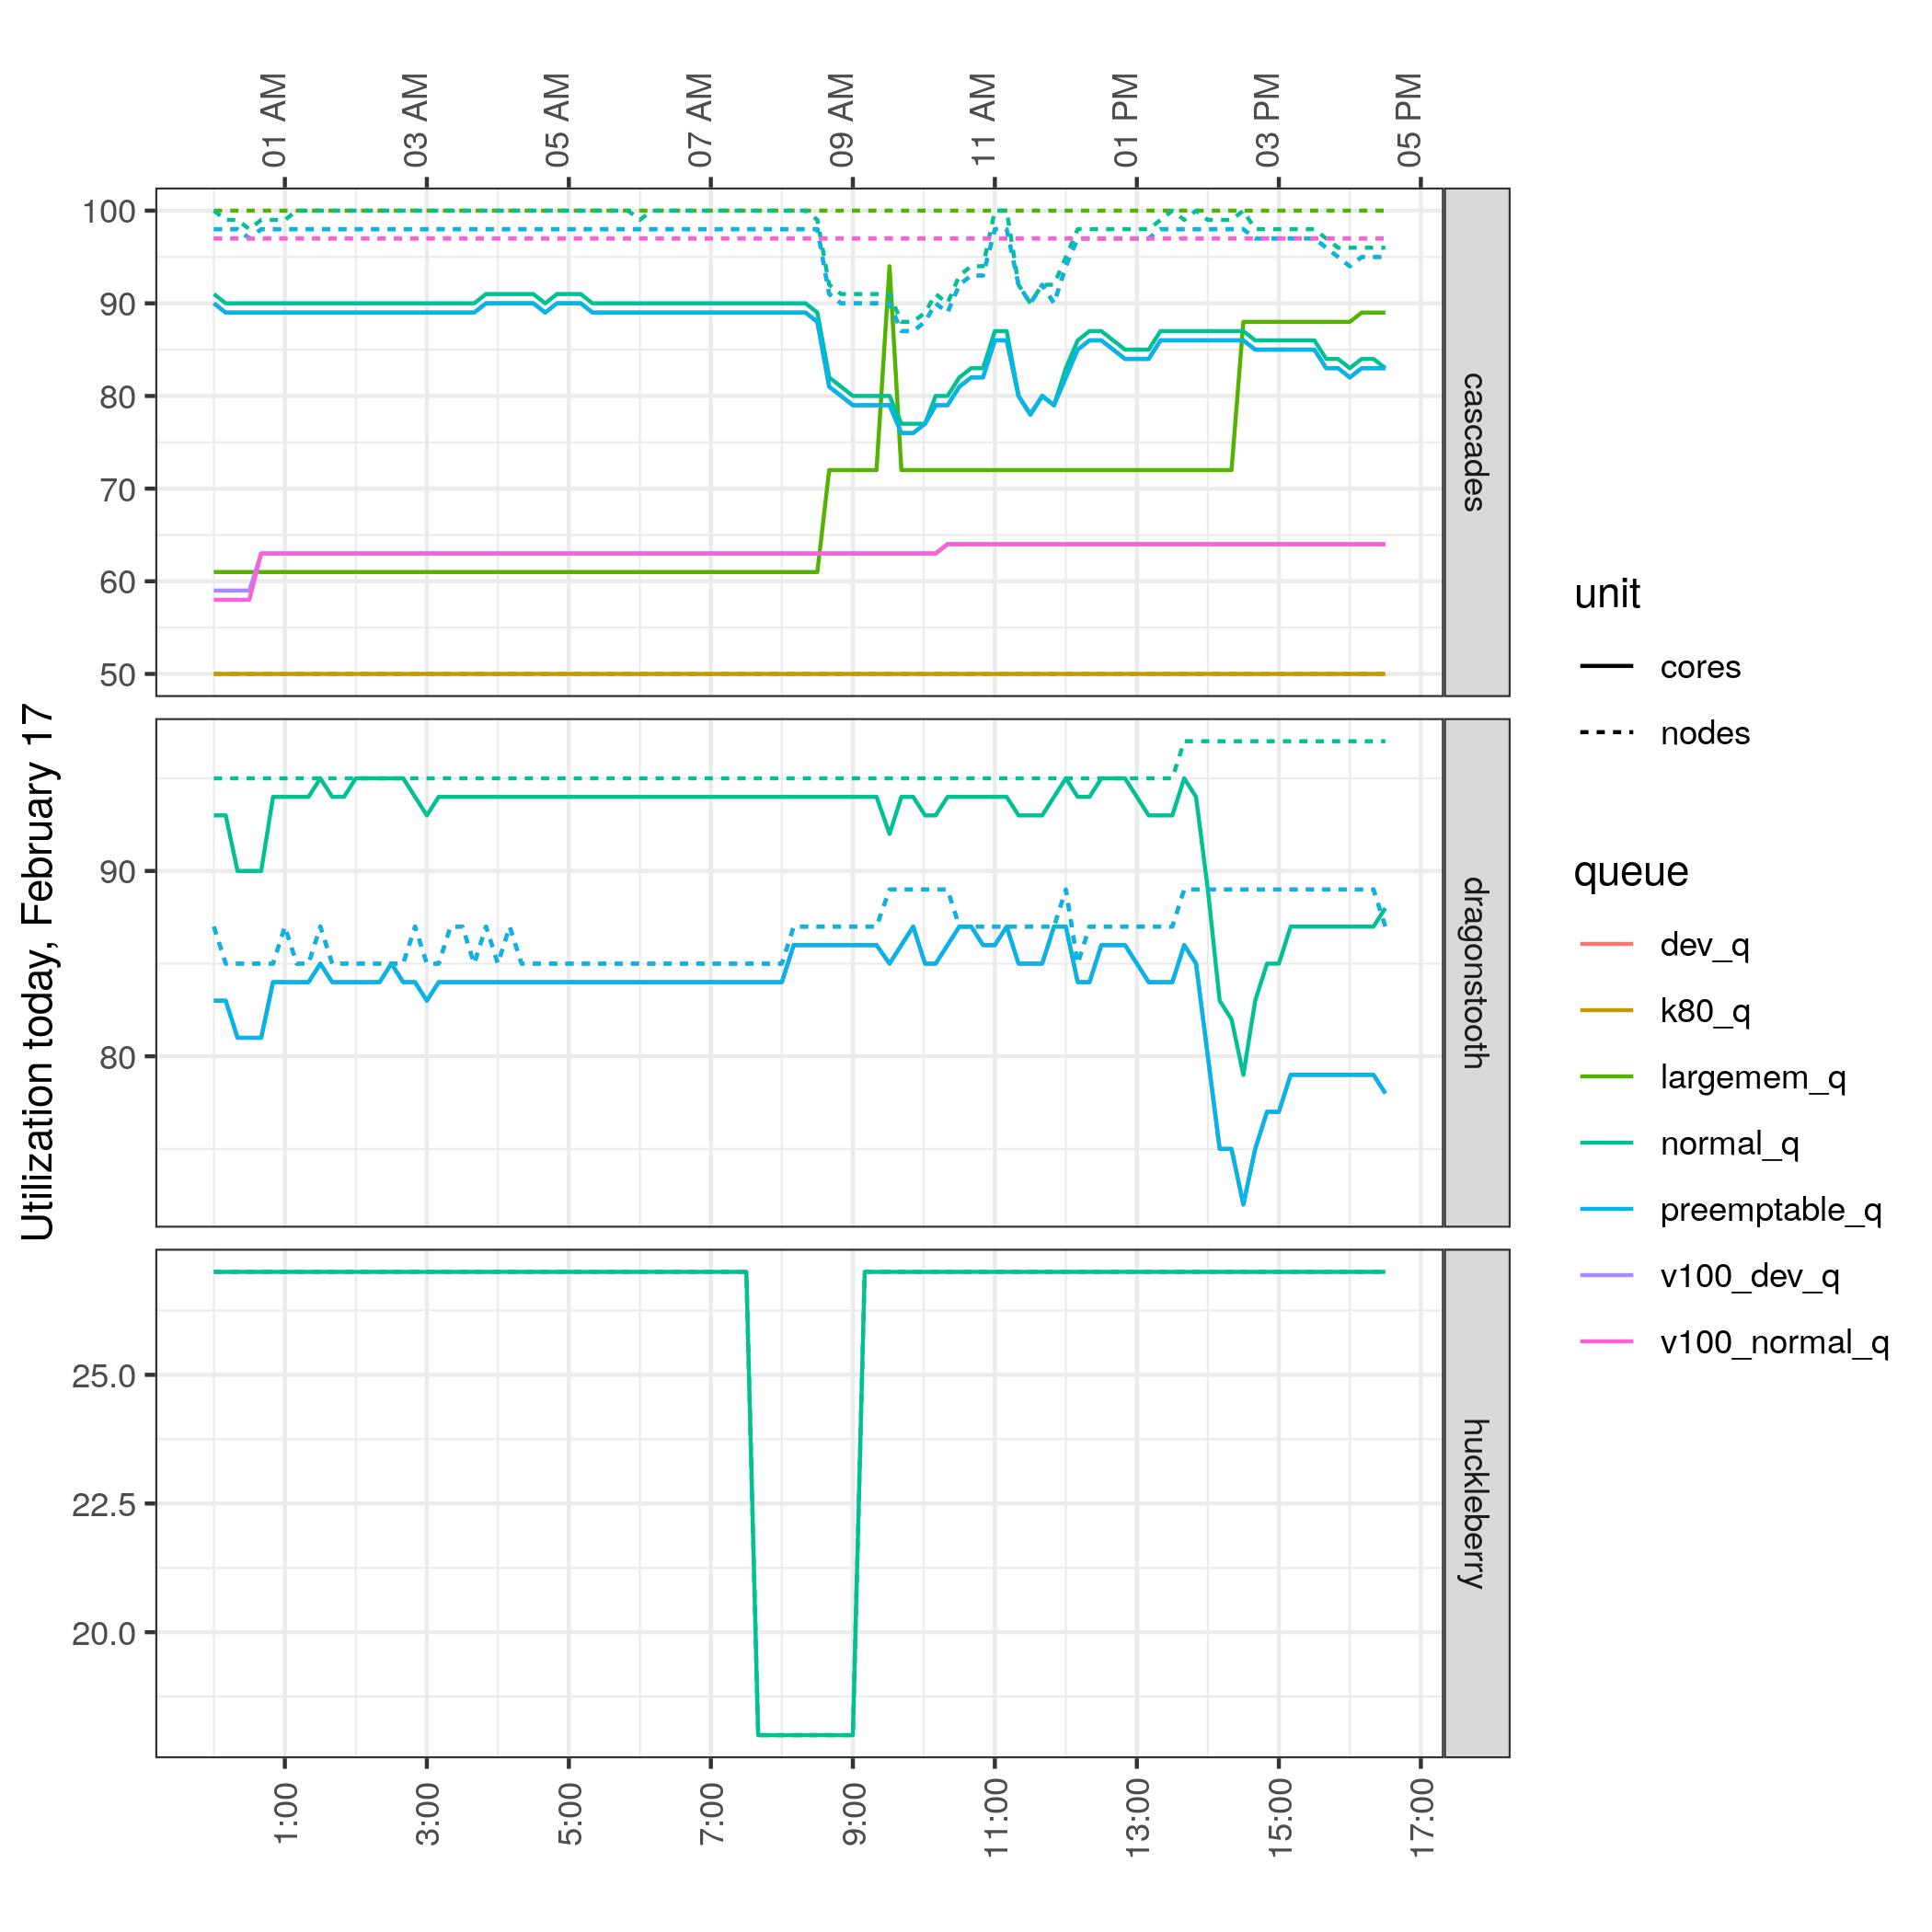 01 AM
03 AM
05 AM
07 AM
09 AM
11 AM
01 PM
03 PM
05 PM
Utilization today, February 17
100
90
80
70
60
50
cascades
90
80
dragonstooth
25.0
22.5
20.0
huckleberry
1:00
3:00
5:00
7:00
9:00
11:00
13:00
15:00
17:00
unit
cores
nodes
queue
dev_q
k80_q
largemem_q
normal_q
preemptable_q
v100_dev_q
v100_normal_q